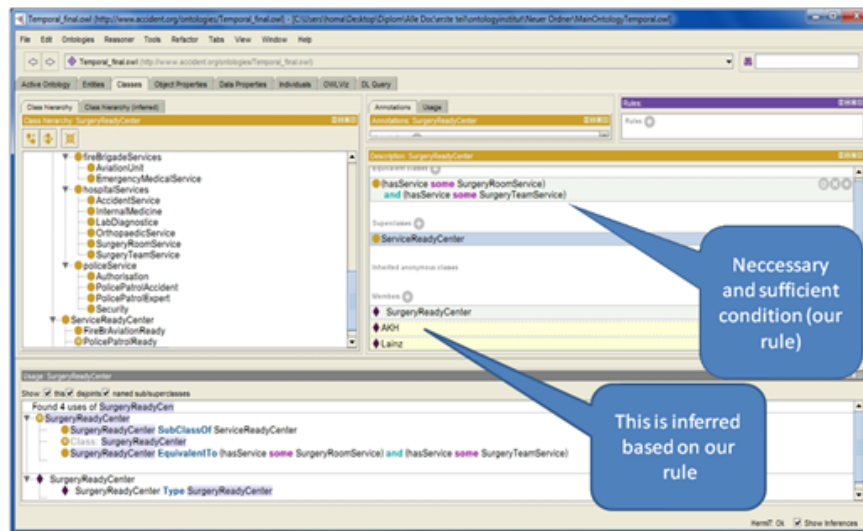 Temporal_final.owl (http://www.accident.org/ontologies/Temporal_final.owl) - [C:\Users\homa\Desktop\Diplom\Alle Doc\erste teil\ontologyinstitut\Neuer Ordner\MainOntologyTemporal.owl]
File Edit Ontologies Reasoner Tools Refactor Tabs View Window Help
Temporal_final.owl (http://www.accident.org/ontologies/Temporal_final.owl)
Active Ontology Entities Classes Object Properties Data Properties Individuals OWLViz DL Query
Class hierarchy Class hierarchy (inferred)
Class hierarchy: SurgeryReadyCenter
fireBrigadeServices
AviationUnit
EmergencyMedicalService
hospitalServices
AccidentService
InternalMedicine
LabDiagnostice
OrthopaedicService
SurgeryRoomService
SurgeryTeamService
policeService
Authorisation
PolicePatrolAccident
PolicePatrolExpert
Security
ServiceReadyCenter
FireBrAviationReady
PolicePatrolReady
Annotations Usage
Annotations: SurgeryReadyCenter
Rules:
Rules
Description: SurgeryReadyCenter
Equivalent classes
(hasService some SurgeryRoomService)
and (hasService some SurgeryTeamService)
Superclasses
ServiceReadyCenter
Inherited anonymous classes
Members
SurgeryReadyCenter
AKH
Lainz
Neccessary
and sufficient
condition (our
rule)
This is inferred
based on our
rule
Usage: SurgeryReadyCenter
Show: this disjoints named sub/superclasses
Found 4 uses of SurgeryReadyCen
SurgeryReadyCenter
SurgeryReadyCenter SubClassOf ServiceReadyCenter
Class: SurgeryReadyCenter
SurgeryReadyCenter EquivalentTo (hasService some SurgeryRoomService) and (hasService some SurgeryTeamService)
SurgeryReadyCenter
SurgeryReadyCenter Type SurgeryReadyCenter
HermiT: Ok Show Inferences